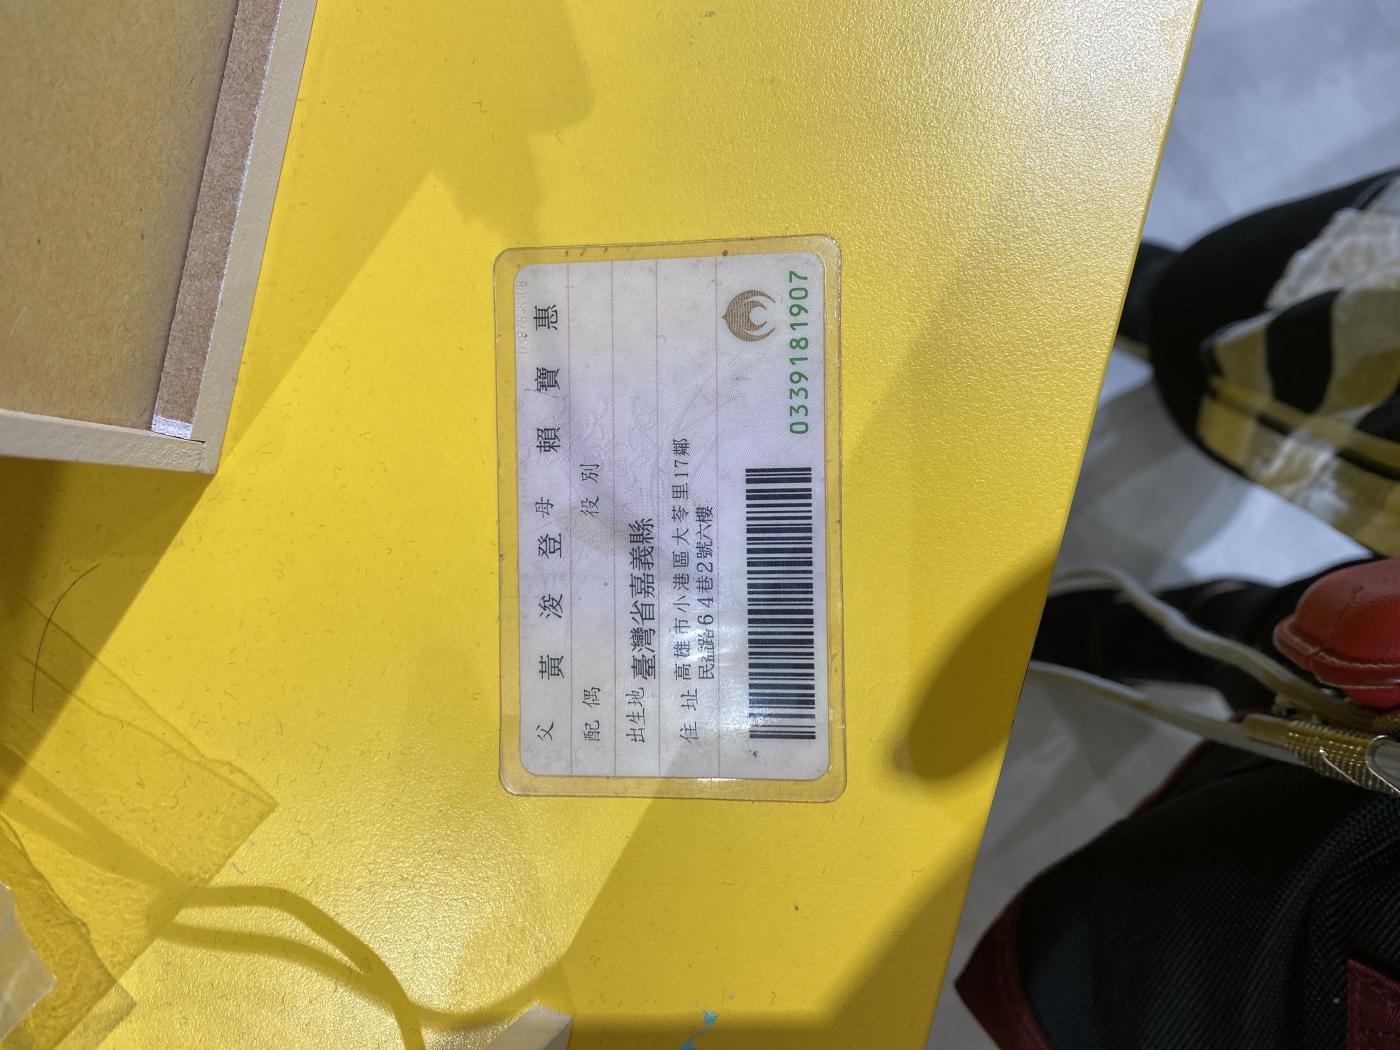 父 黃浚登 母 賴寶惠
配偶 役別
出生地 臺灣省嘉義縣
住址 高雄市小港區大苓里17鄰
民益路64巷2號六樓
0339181907